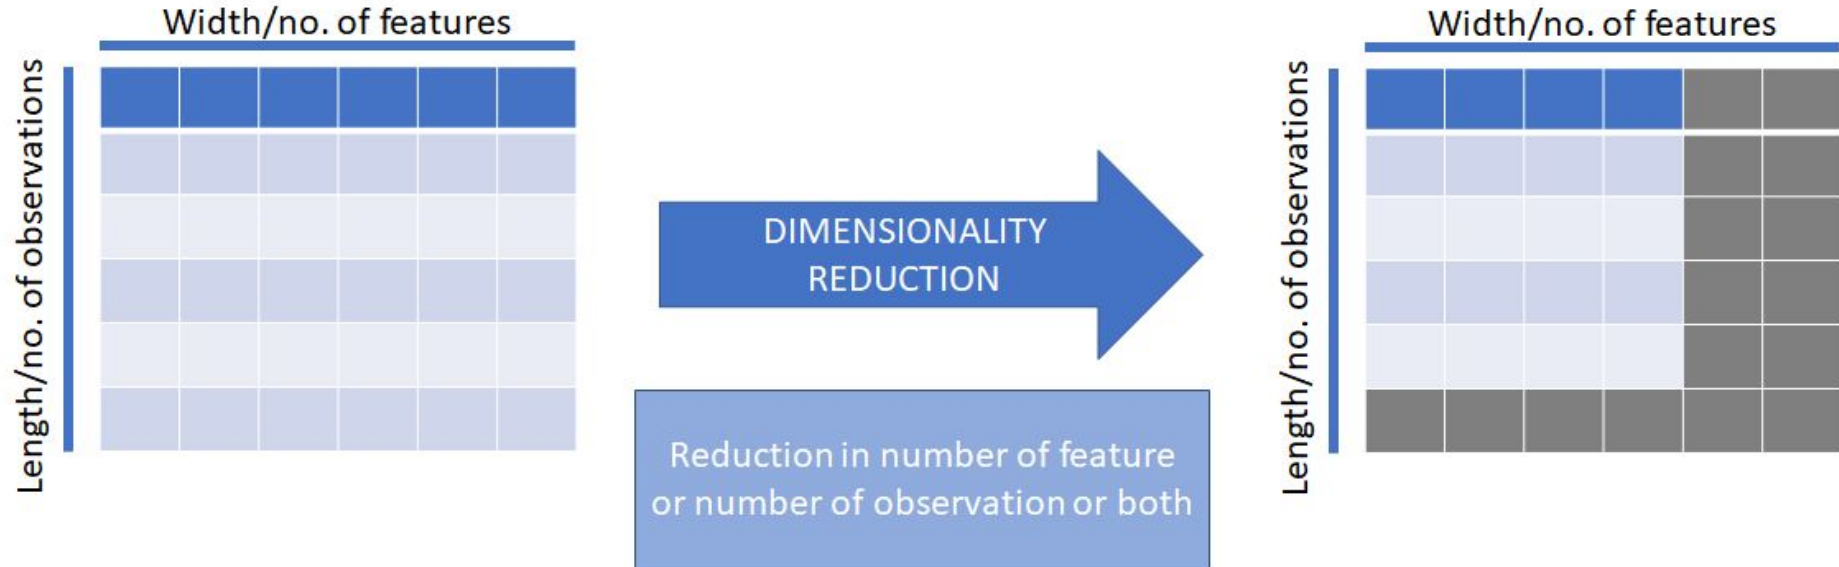 Width/no. of features
Length/no. of observations
DIMENSIONALITY
REDUCTION
Reduction in number of feature
or number of observation or both
Width/no. of features
Length/no. of observations